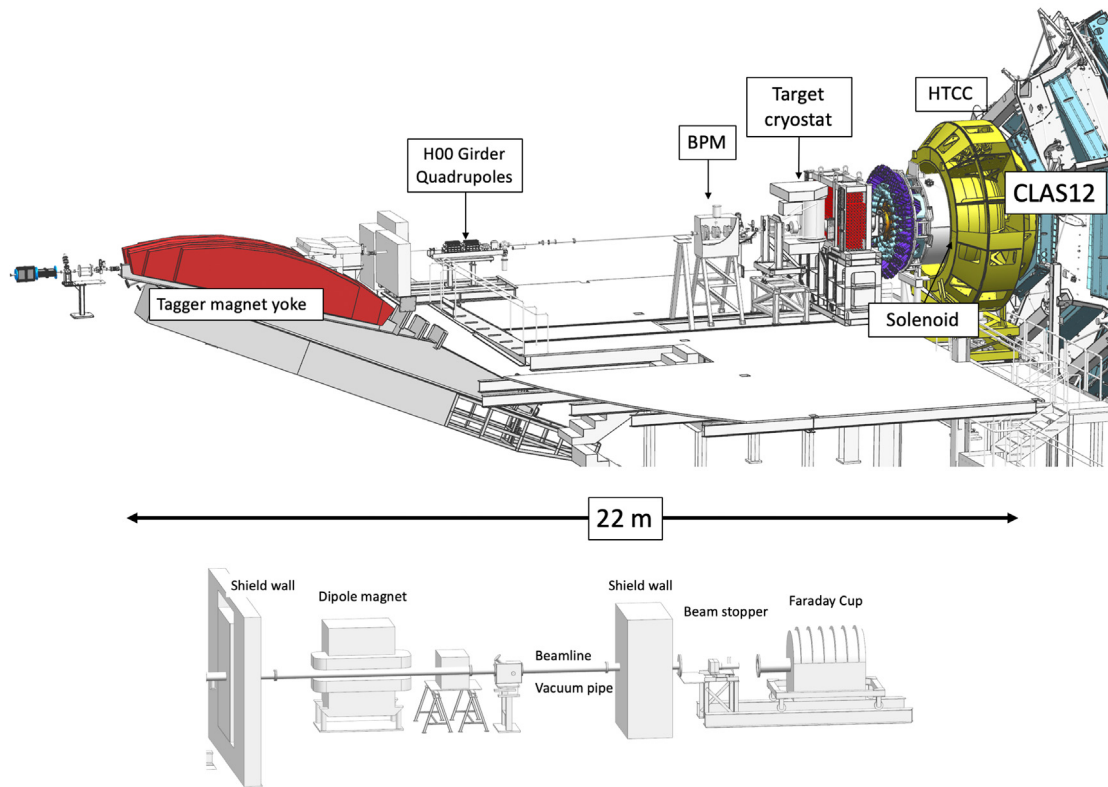 HTCC
Target
cryostat
BPM
H00 Girder
Quadrupoles
CLAS12
Tagger magnet yoke
Solenoid
22 m
Shield wall
Dipole magnet
Shield wall
Beam stopper
Faraday Cup
Beamline
Vacuum pipe